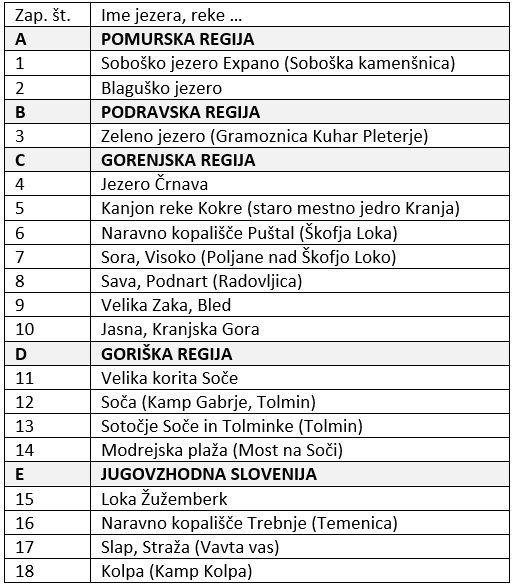 Zap. št. Ime jezera, reke ...
A POMURSKA REGIJA
1 Soboško jezero Expano (Soboška kamenšnica)
2 Blaguško jezero
B PODRAVSKA REGIJA
3 Zeleno jezero (Gramoznica Kuhar Pleterje)
C GORENJSKA REGIJA
4 Jezero Črnava
5 Kanjon reke Kokre (staro mestno jedro Kranja)
6 Naravno kopališče Puštal (Škofja Loka)
7 Sora, Visoko (Poljane nad Škofjo Loko)
8 Sava, Podnart (Radovljica)
9 Velika Zaka, Bled
10 Jasna, Kranjska Gora
D GORIŠKA REGIJA
11 Velika korita Soče
12 Soča (Kamp Gabrje, Tolmin)
13 Sotočje Soče in Tolminke (Tolmin)
14 Modrejska plaža (Most na Soči)
E JUGOVZHODNA SLOVENIJA
15 Loka Žužemberk
16 Naravno kopališče Trebnje (Temenica)
17 Slap, Straža (Vavta vas)
18 Kolpa (Kamp Kolpa)